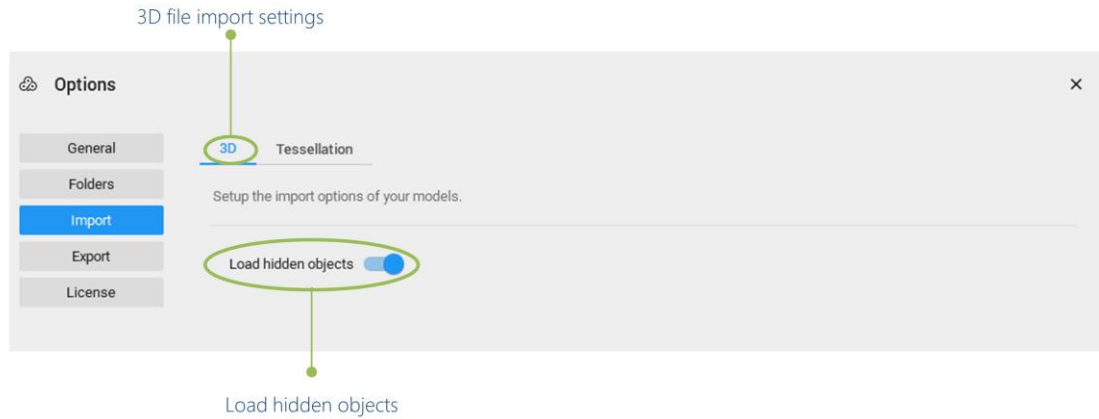 3D file import settings
Options
General
Folders
Import
Export
License
3D Tessellation
Setup the import options of your models.
Load hidden objects
Load hidden objects